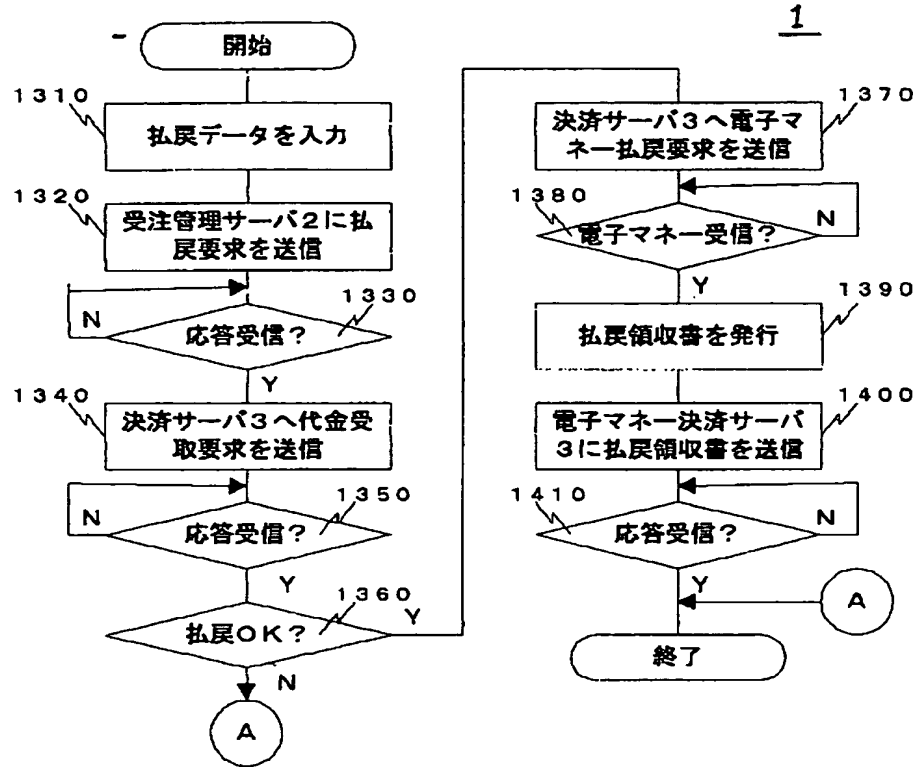 1
開始
1310
払戻データを入力
1320
受注管理サーバ2に払
戻要求を送信
1330
N
応答受信?
Y
1340
決済サーバ3へ代金受
取要求を送信
1350
N
応答受信?
Y
1360
払戻OK?
Y
N
A
1370
決済サーバ3へ電子マ
ネー払戻要求を送信
1380
電子マネー受信?
N
Y
1390
払戻領収書を発行
1400
電子マネー決済サーバ
3に払戻領収書を送信
1410
応答受信?
N
Y
A
終了